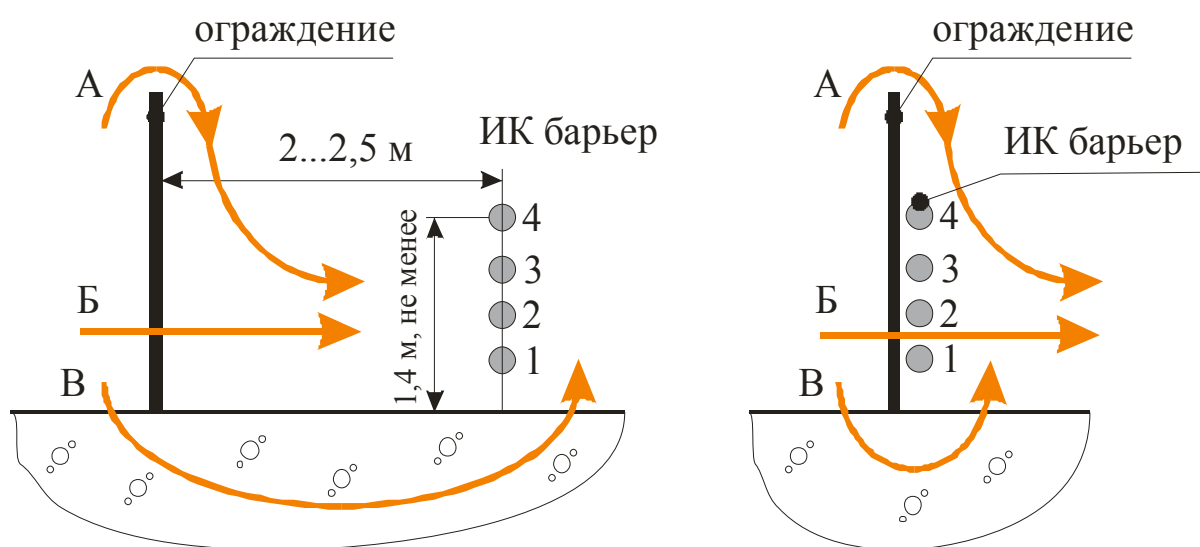 ограждение
А
ИК барьер
2...2,5 м
4
3
2
1
1,4 м, не менее
Б
В
ограждение
А
ИК барьер
4
3
2
1
Б
В